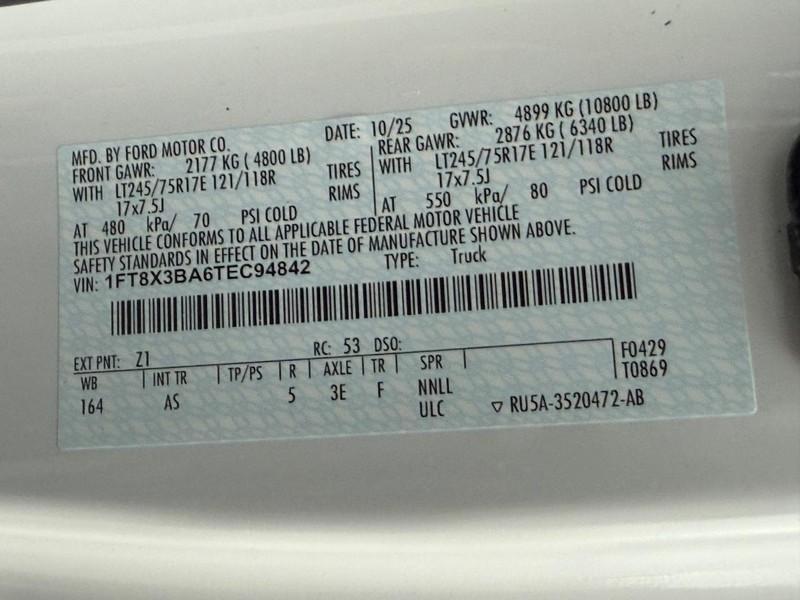 MFD. BY FORD MOTOR CO. DATE: 10/25 GVWR: 4899 KG (10800 LB)
FRONT GAWR: 2177 KG ( 4800 LB) REAR GAWR: 2876 KG ( 6340 LB)
WITH LT245/75R17E 121/118R TIRES WITH LT245/75R17E 121/118R TIRES
17x7.5J RIMS 17x7.5J RIMS
AT 480 kPa/ 70 PSI COLD AT 550 kPa/ 80 PSI COLD
THIS VEHICLE CONFORMS TO ALL APPLICABLE FEDERAL MOTOR VEHICLE
SAFETY STANDARDS IN EFFECT ON THE DATE OF MANUFACTURE SHOWN ABOVE.
VIN: 1FT8X3BA6TEC94842 TYPE: Truck
EXT PNT: Z1 RC: 53 DSO:
WB INT TR TP/PS R AXLE TR SPR F0429
164 AS 5 3E F NNLL T0869
ULC ▽ RU5A-3520472-AB